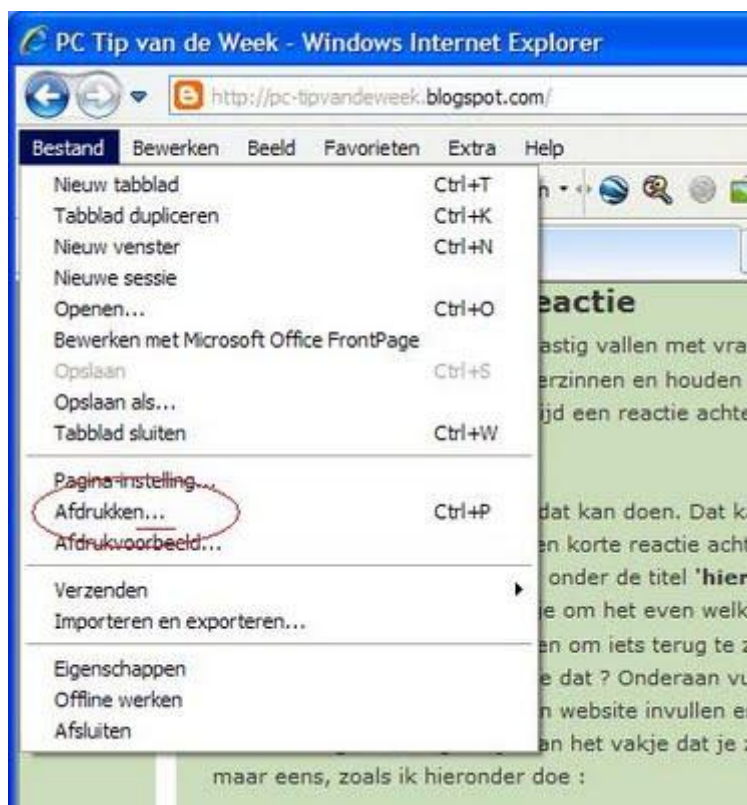 PC Tip van de Week - Windows Internet Explorer
http://pc-tipvandeweek.blogspot.com/
Bestand Bewerken Beeld Favorieten Extra Help
Nieuw tabblad Ctrl+T
Tabblad dupliceren Ctrl+K
Nieuw venster Ctrl+N
Nieuwe sessie
Openen... Ctrl+O
eactie
Bewerken met Microsoft Office FrontPage
astig vallen met vra
Opslaan Ctrl+S
erzinnen en houden
Opslaan als...
ijd een reactie achte
Tabblad sluiten Ctrl+W
Pagina-instelling...
Afdrukken... Ctrl+P
dat kan doen. Dat ka
Afdrukvoorbeeld...
en korte reactie acht
onder de titel 'hier
Verzenden
je om het even welk
Importeren en exporteren...
en om iets terug te z
Eigenschappen
e dat ? Onderaan vu
Offline werken
n website invullen es
Afsluiten
an het vakje dat je z
maar eens, zoals ik hieronder doe :